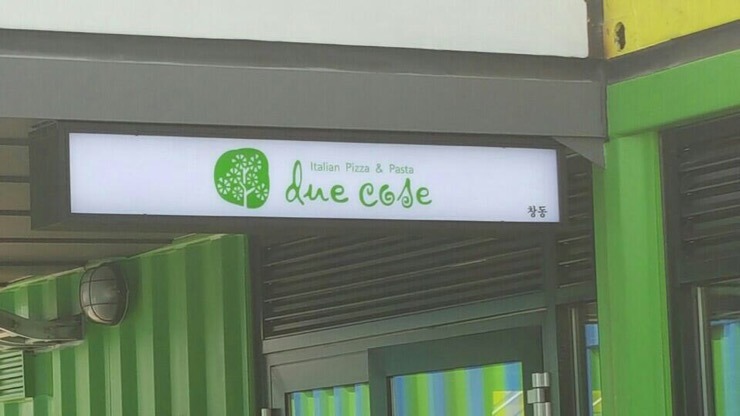 Italian Pizza & Pasta
due cose
창동